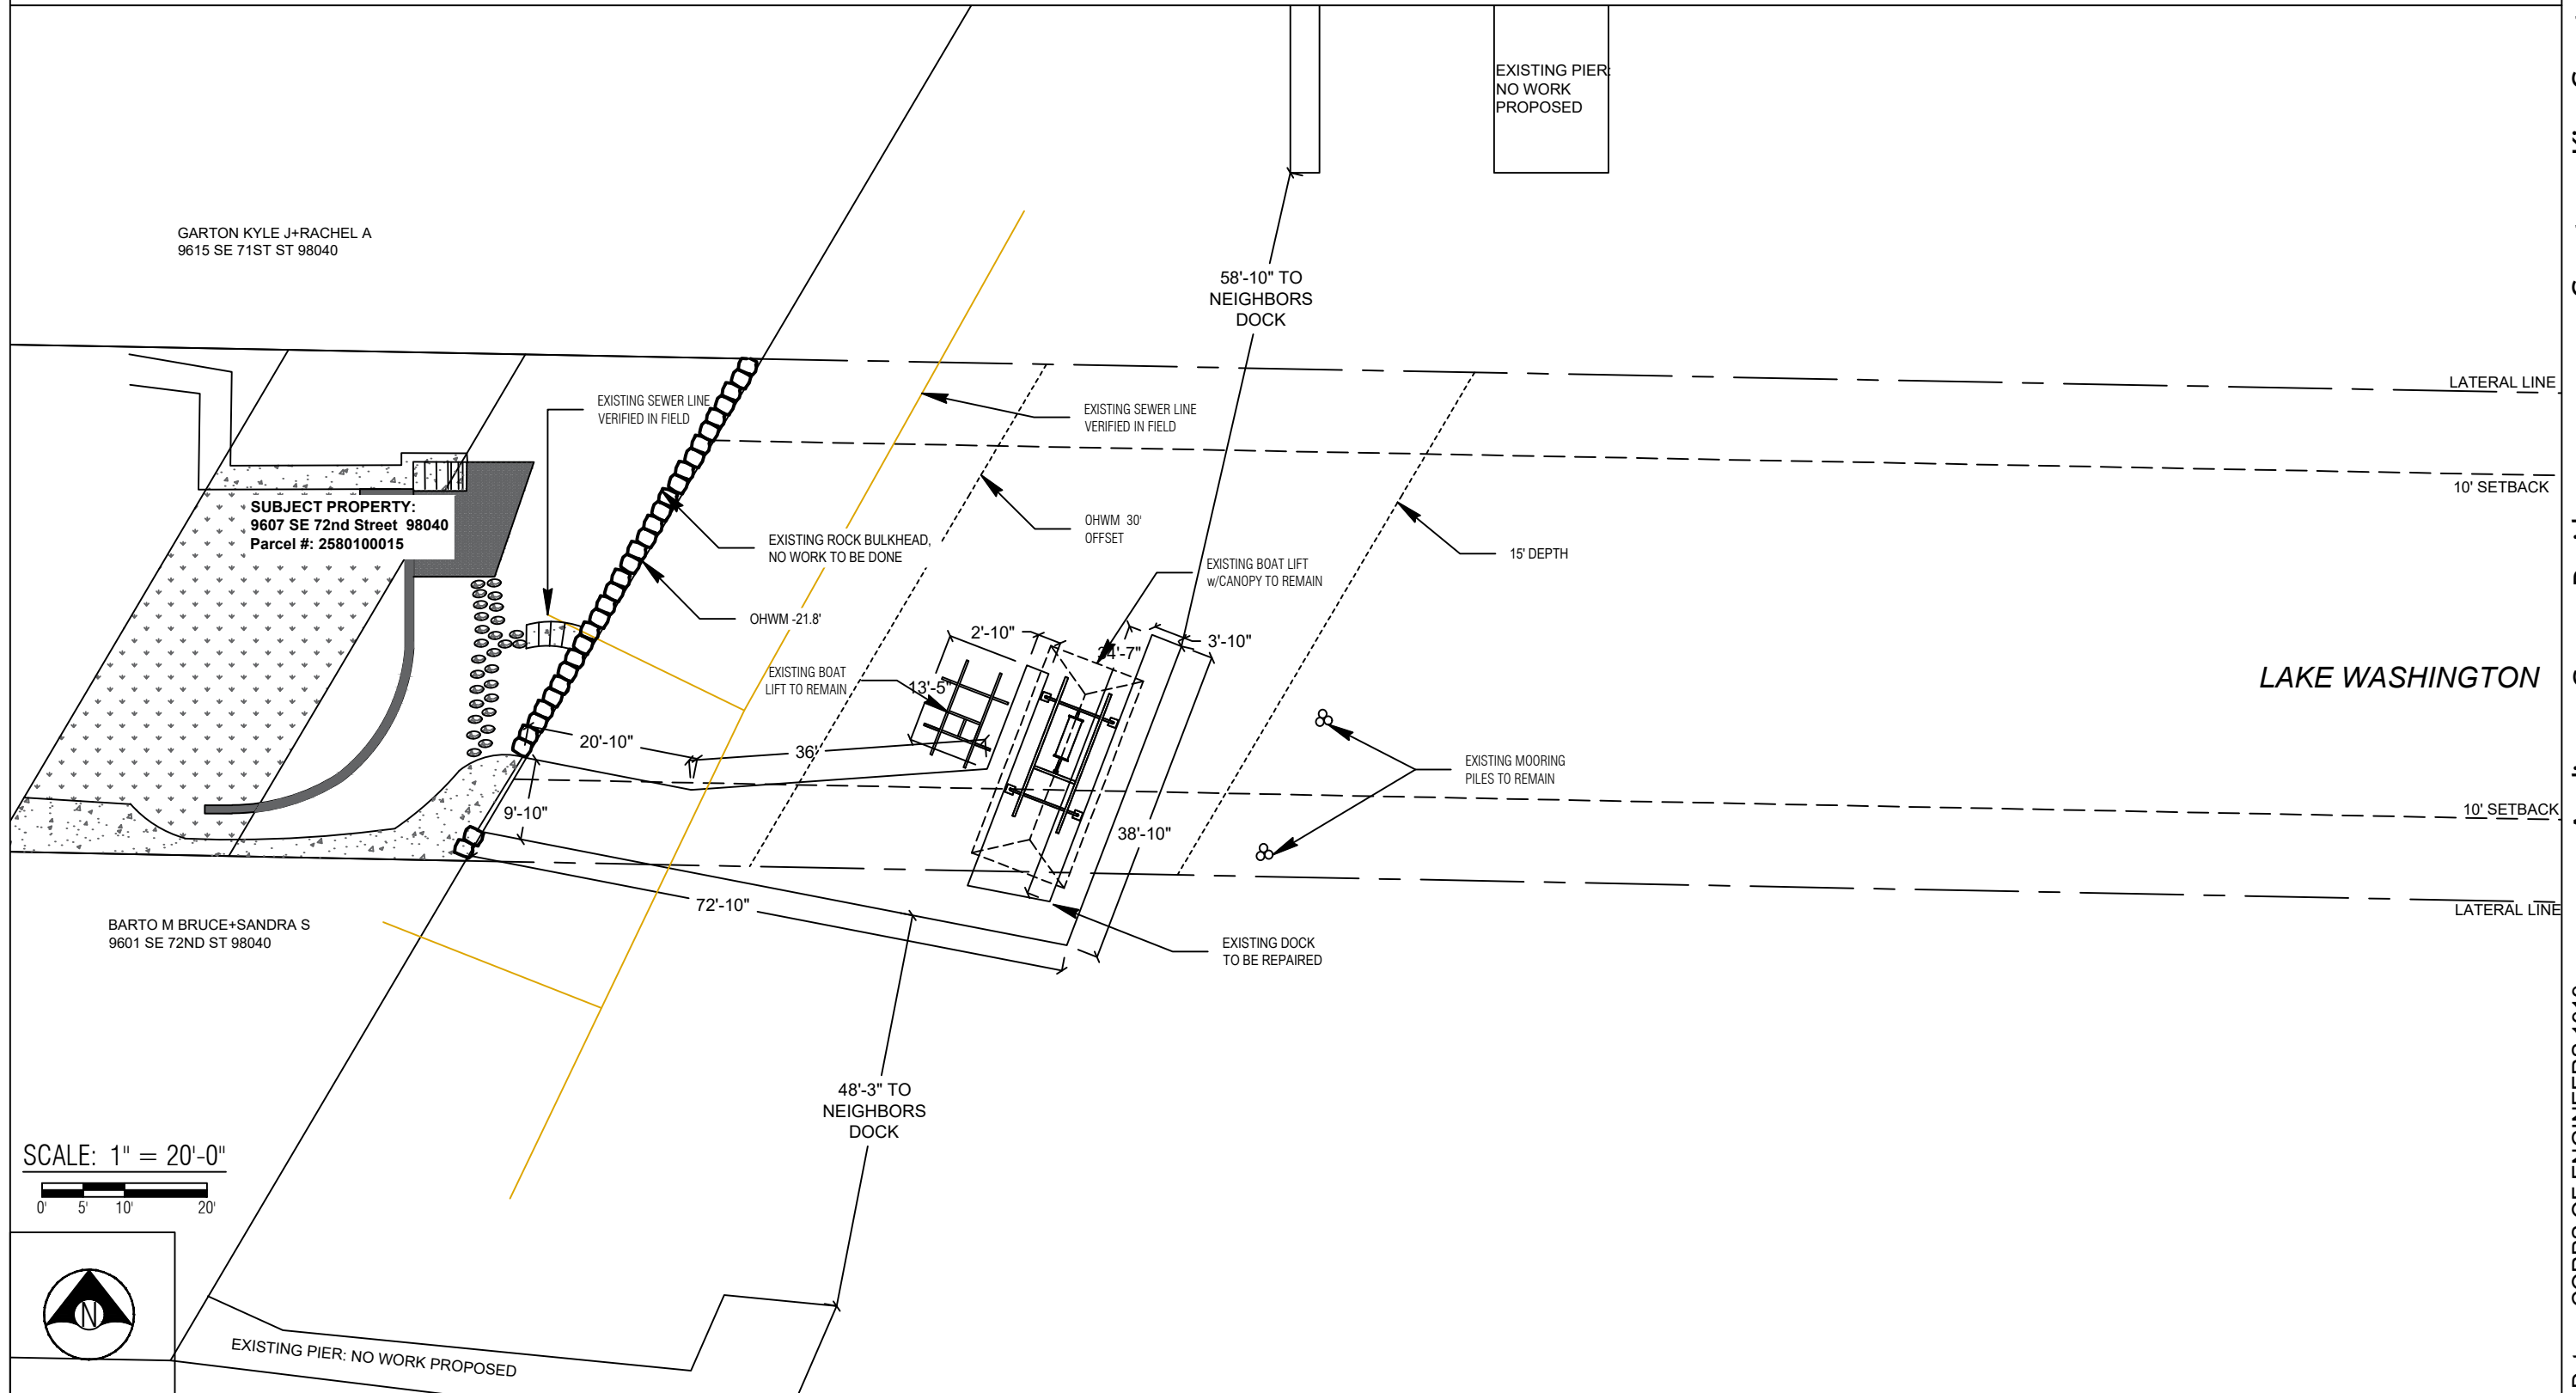 EXISTING PIER:
NO WORK
PROPOSED
GARTON KYLE J+RACHEL A
9615 SE 71ST ST 98040
58'-10" TO
NEIGHBORS
DOCK
LATERAL LINE
EXISTING SEWER LINE
VERIFIED IN FIELD
EXISTING SEWER LINE
VERIFIED IN FIELD
10' SETBACK
SUBJECT PROPERTY:
9607 SE 72nd Street 98040
Parcel #: 2580100015
OHWM 30'
OFFSET
EXISTING ROCK BULKHEAD,
NO WORK TO BE DONE
15' DEPTH
EXISTING BOAT LIFT
w/CANOPY TO REMAIN
OHWM -21.8'
2'-10"
3'-10"
34'-7"
EXISTING BOAT
LIFT TO REMAIN
13'-5"
LAKE WASHINGTON
20'-10"
36'
EXISTING MOORING
PILES TO REMAIN
9'-10"
10' SETBACK
38'-10"
72'-10"
LATERAL LINE
BARTO M BRUCE+SANDRA S
9601 SE 72ND ST 98040
EXISTING DOCK
TO BE REPAIRED
48'-3" TO
NEIGHBORS
DOCK
SCALE: 1" = 20'-0"
0' 5' 10' 20'
N
EXISTING PIER: NO WORK PROPOSED